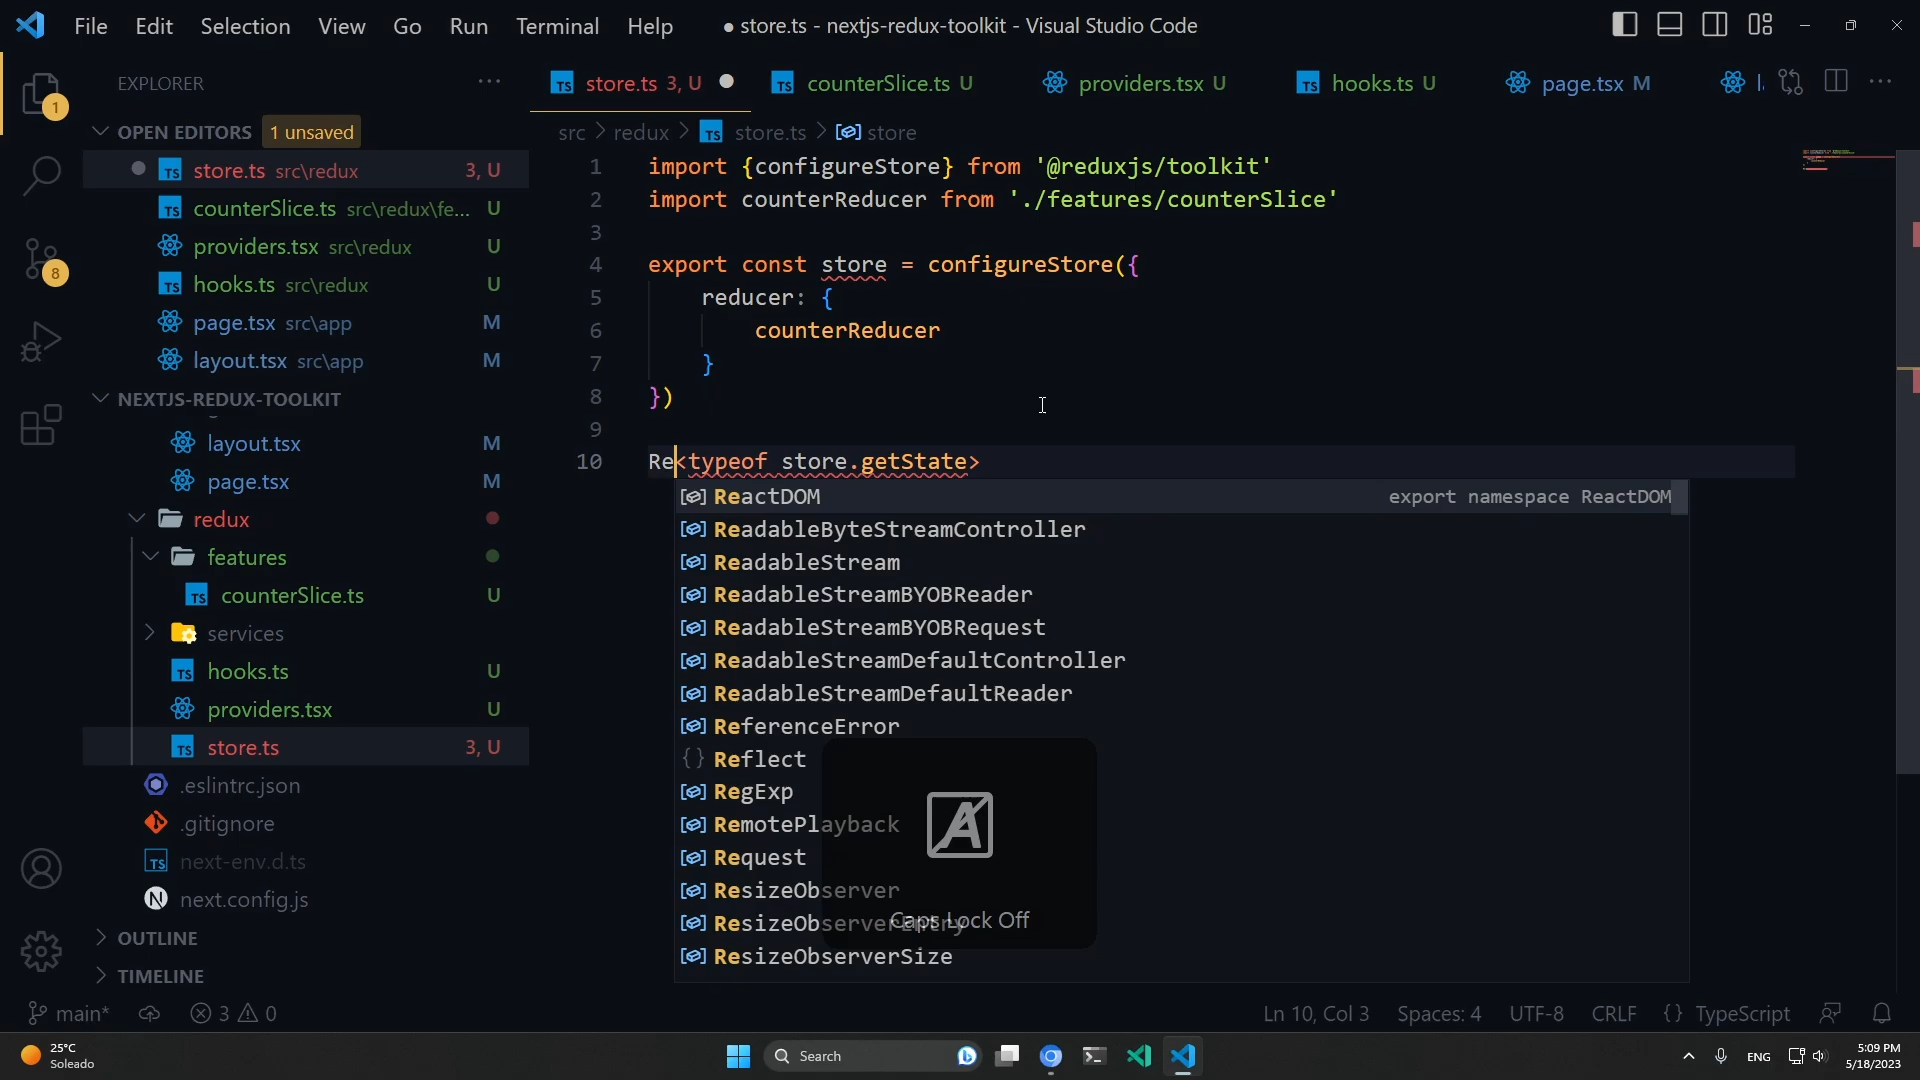 File Edit Selection View Go Run Terminal Help ● store.ts - nextjs-redux-toolkit - Visual Studio Code
EXPLORER
OPEN EDITORS 1 unsaved
store.ts src\redux 3, U
counterSlice.ts src\redux\fe... U
providers.tsx src\redux U
hooks.ts src\redux U
page.tsx src\app M
layout.tsx src\app M
NEXTJS-REDUX-TOOLKIT
layout.tsx M
page.tsx M
redux
features
counterSlice.ts U
services
hooks.ts U
providers.tsx U
store.ts 3, U
.eslintrc.json
.gitignore
next-env.d.ts
next.config.js
OUTLINE
TIMELINE
1
8
store.ts 3, U counterSlice.ts U providers.tsx U hooks.ts U page.tsx M
src > redux > store.ts > store
1 import {configureStore} from '@reduxjs/toolkit'
2 import counterReducer from './features/counterSlice'
3
4 export const store = configureStore({
5 reducer: {
6 counterReducer
7 }
8 })
9
10 Re<typeof store.getState>
ReactDOM export namespace ReactDOM
ReadableByteStreamController
ReadableStream
ReadableStreamBYOBReader
ReadableStreamBYOBRequest
ReadableStreamDefaultController
ReadableStreamDefaultReader
ReferenceError
Reflect
RegExp
RemotePlayback
Request
ResizeObserver
ResizeObserverEntry
ResizeObserverSize
Caps Lock Off
main* 3 0 Ln 10, Col 3 Spaces: 4 UTF-8 CRLF {} TypeScript
25°C
Soleado
Search
ENG
5:09 PM
5/18/2023